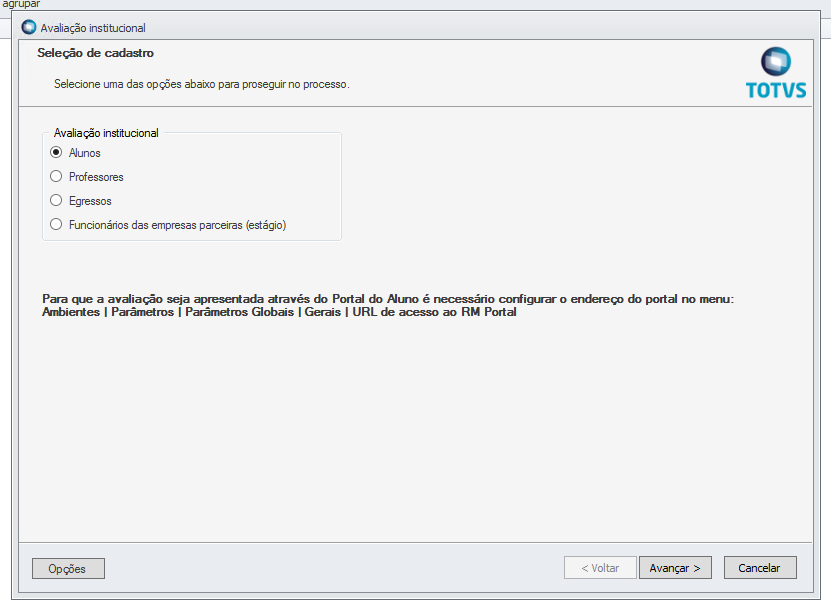 agrupar
Avaliação institucional
Seleção de cadastro
Selecione uma das opções abaixo para proseguir no processo.
TOTVS
Avaliação institucional
Alunos
Professores
Egressos
Funcionários das empresas parceiras (estágio)
Para que a avaliação seja apresentada através do Portal do Aluno é necessário configurar o endereço do portal no menu:
Ambientes | Parâmetros | Parâmetros Globais | Gerais | URL de acesso ao RM Portal
Opções
< Voltar
Avançar >
Cancelar